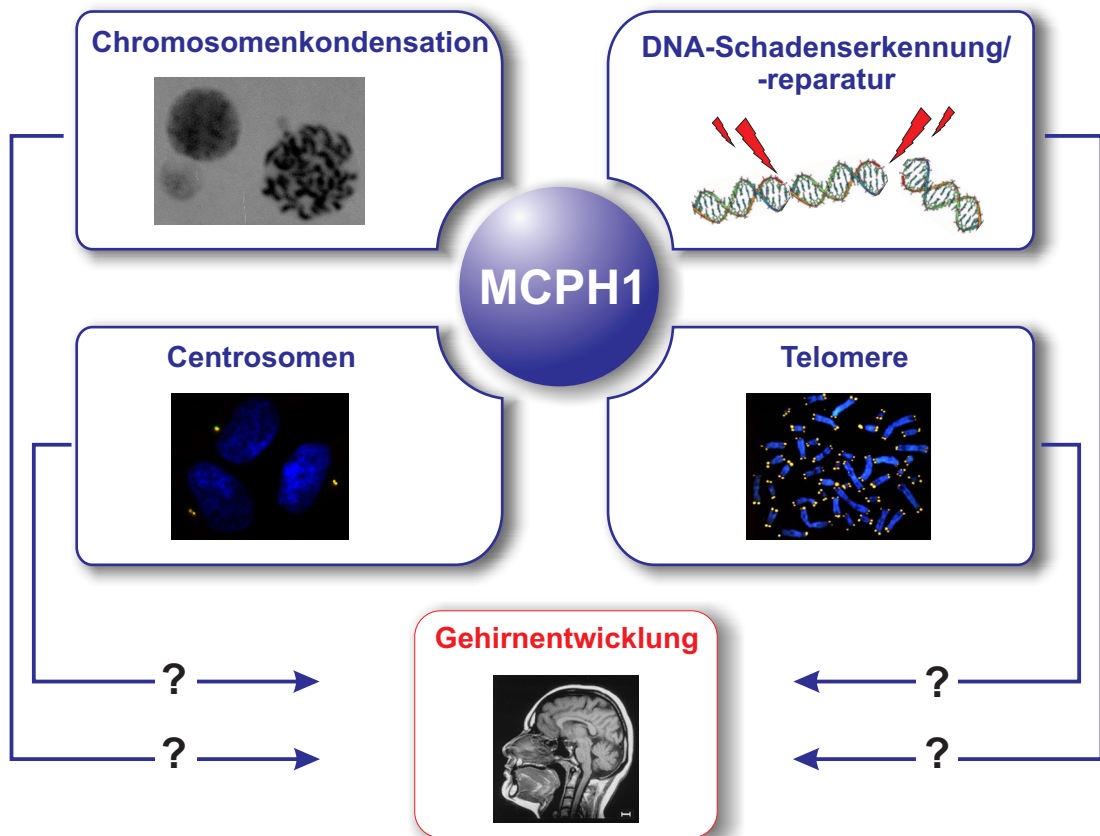 Chromosomenkondensation
DNA-Schadenserkennung/
-reparatur
MCPH1
Centrosomen
Telomere
Gehirnentwicklung
?
?
?
?